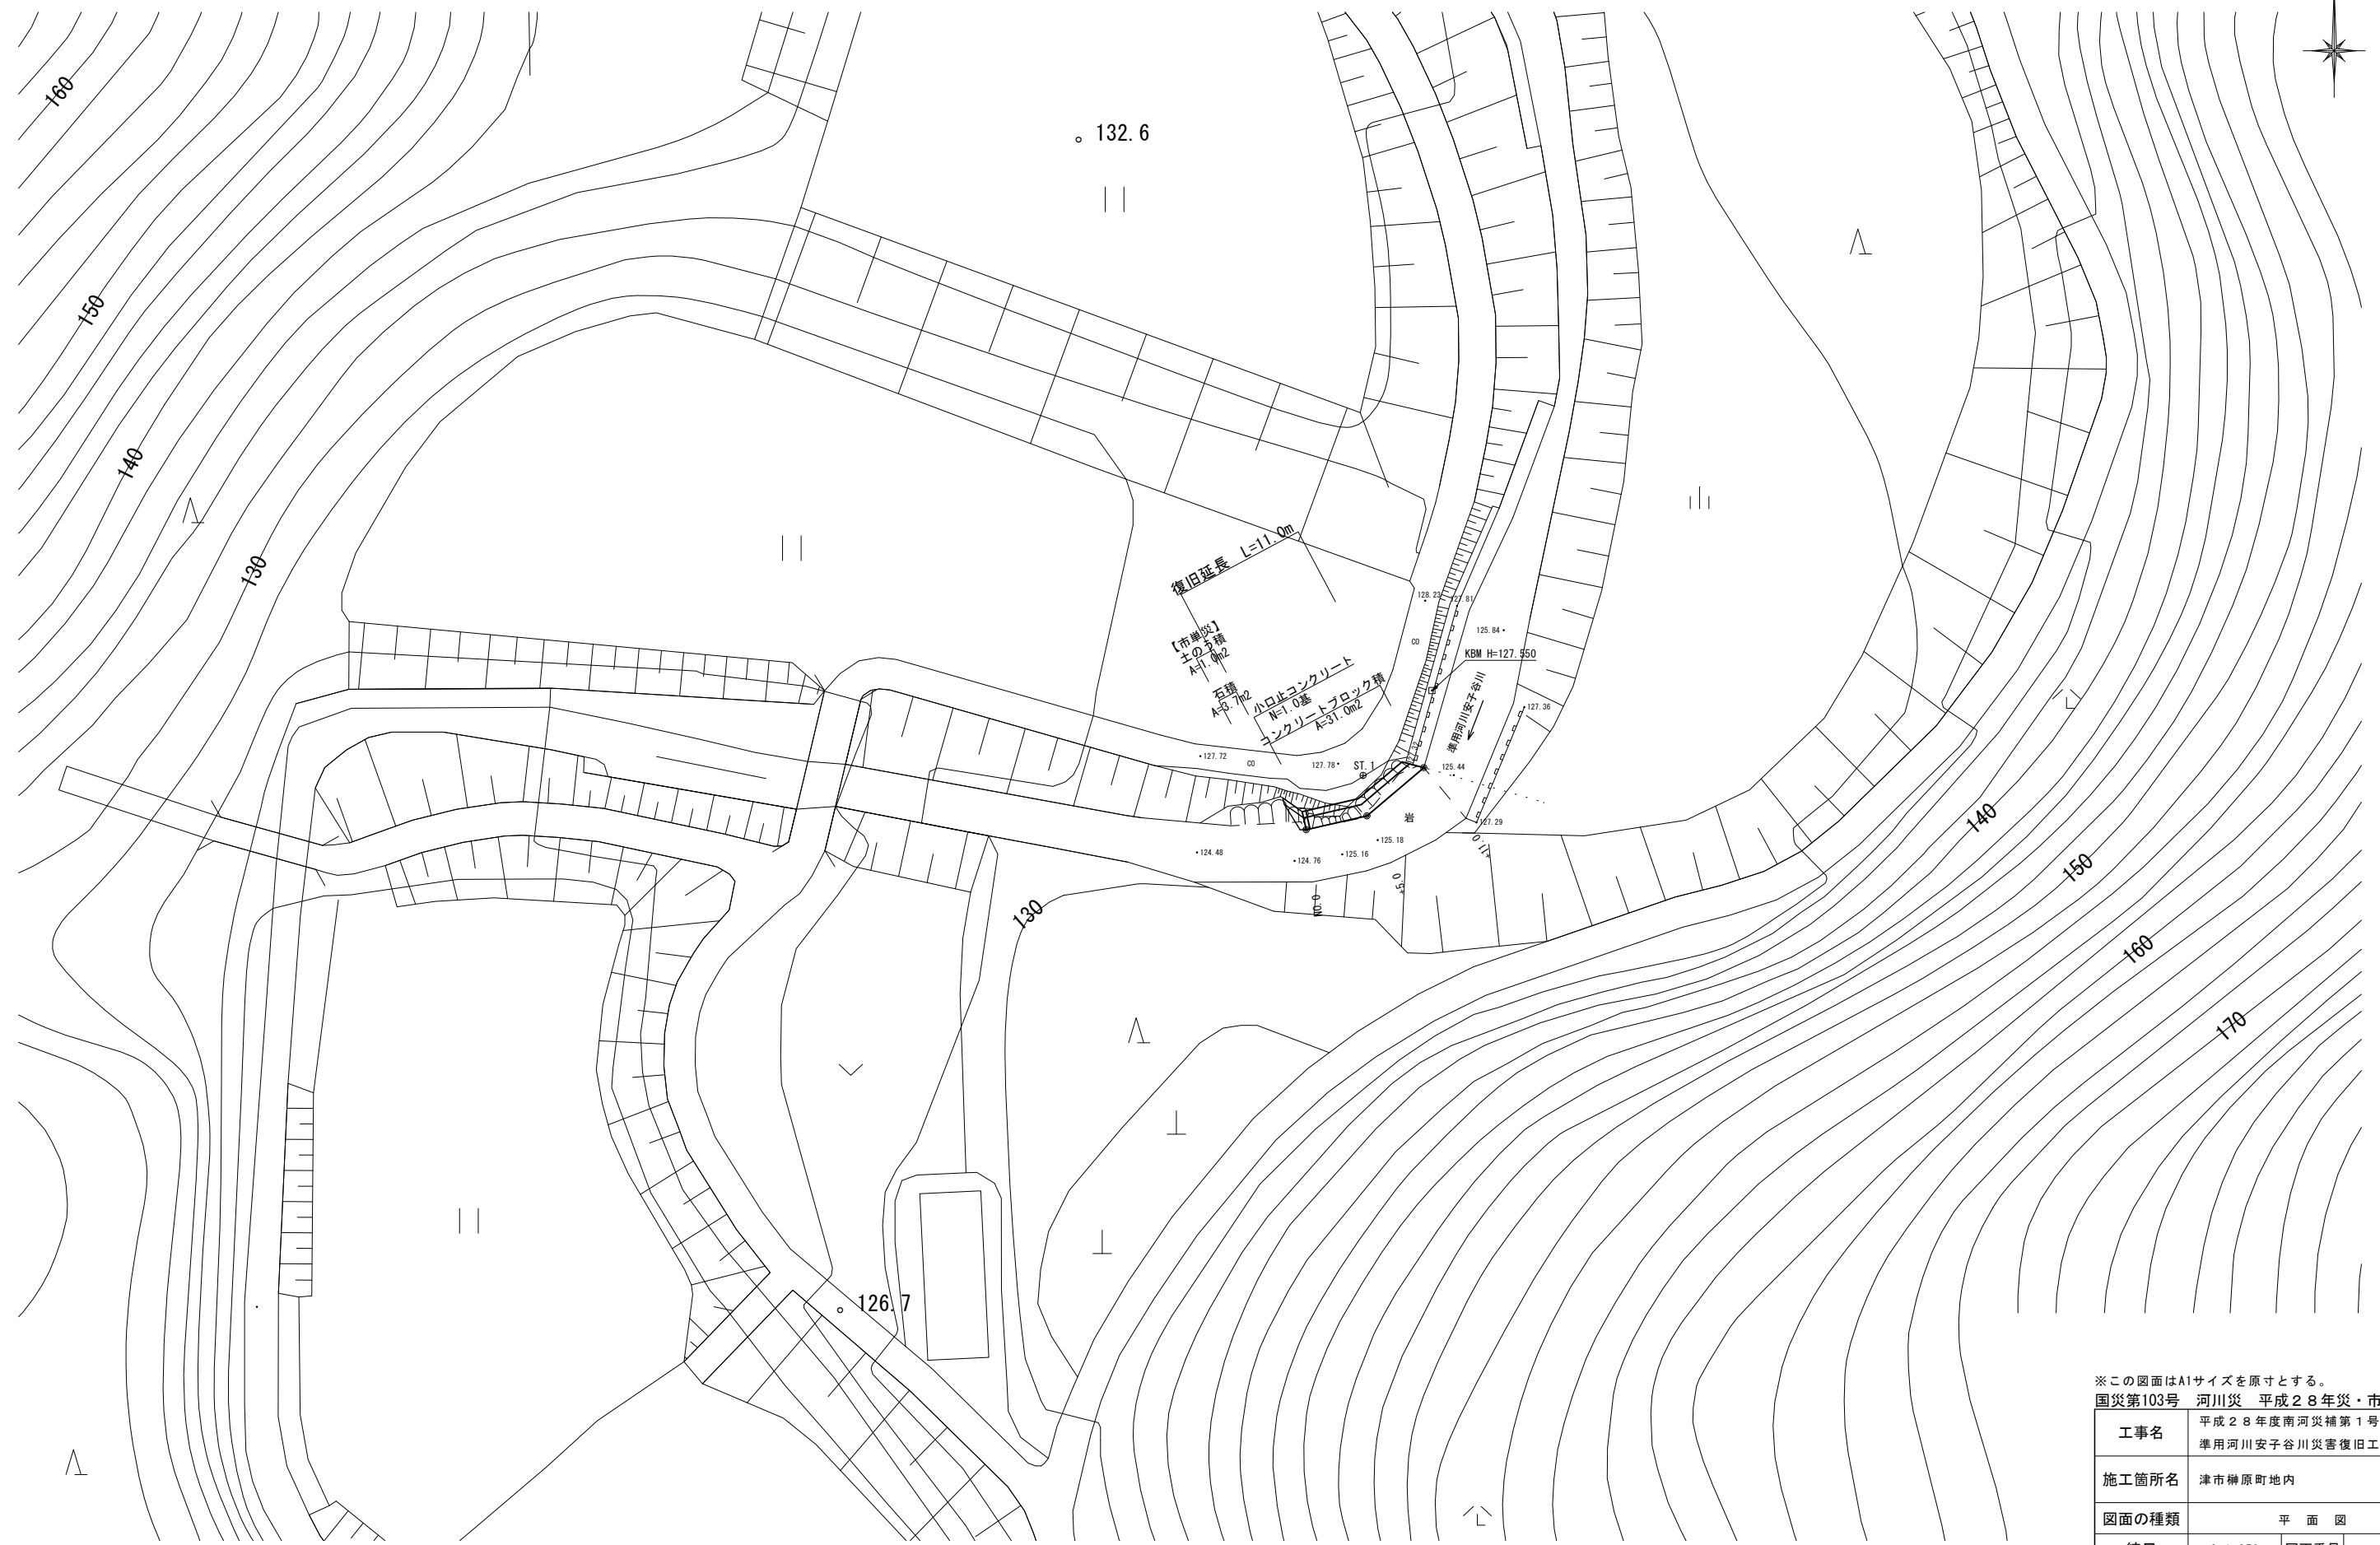 160
132.6
150
140
130
復旧延長 L=11.0m
【市単災】
土のう積
A=1.0m2
石積
A=3.7m2
小口止コンクリート
N=1.0基
コンクリートブロック積
A=31.0m2
128.23
127.81
125.84
CO
KBM H=127.550
準用河川安子谷川
127.36
127.72
CO
127.78
ST.1
125.44
岩
127.29
125.18
125.16
124.76
124.48
+11.0
+5.0
NO.0
130
140
150
160
170
126.7
※この図面はA1サイズを原寸とする。
国災第103号 河川災 平成28年災・市
工事名 平成28年度南河災補第1号
準用河川安子谷川災害復旧工
施工箇所名 津市榊原町地内
図面の種類 平面図